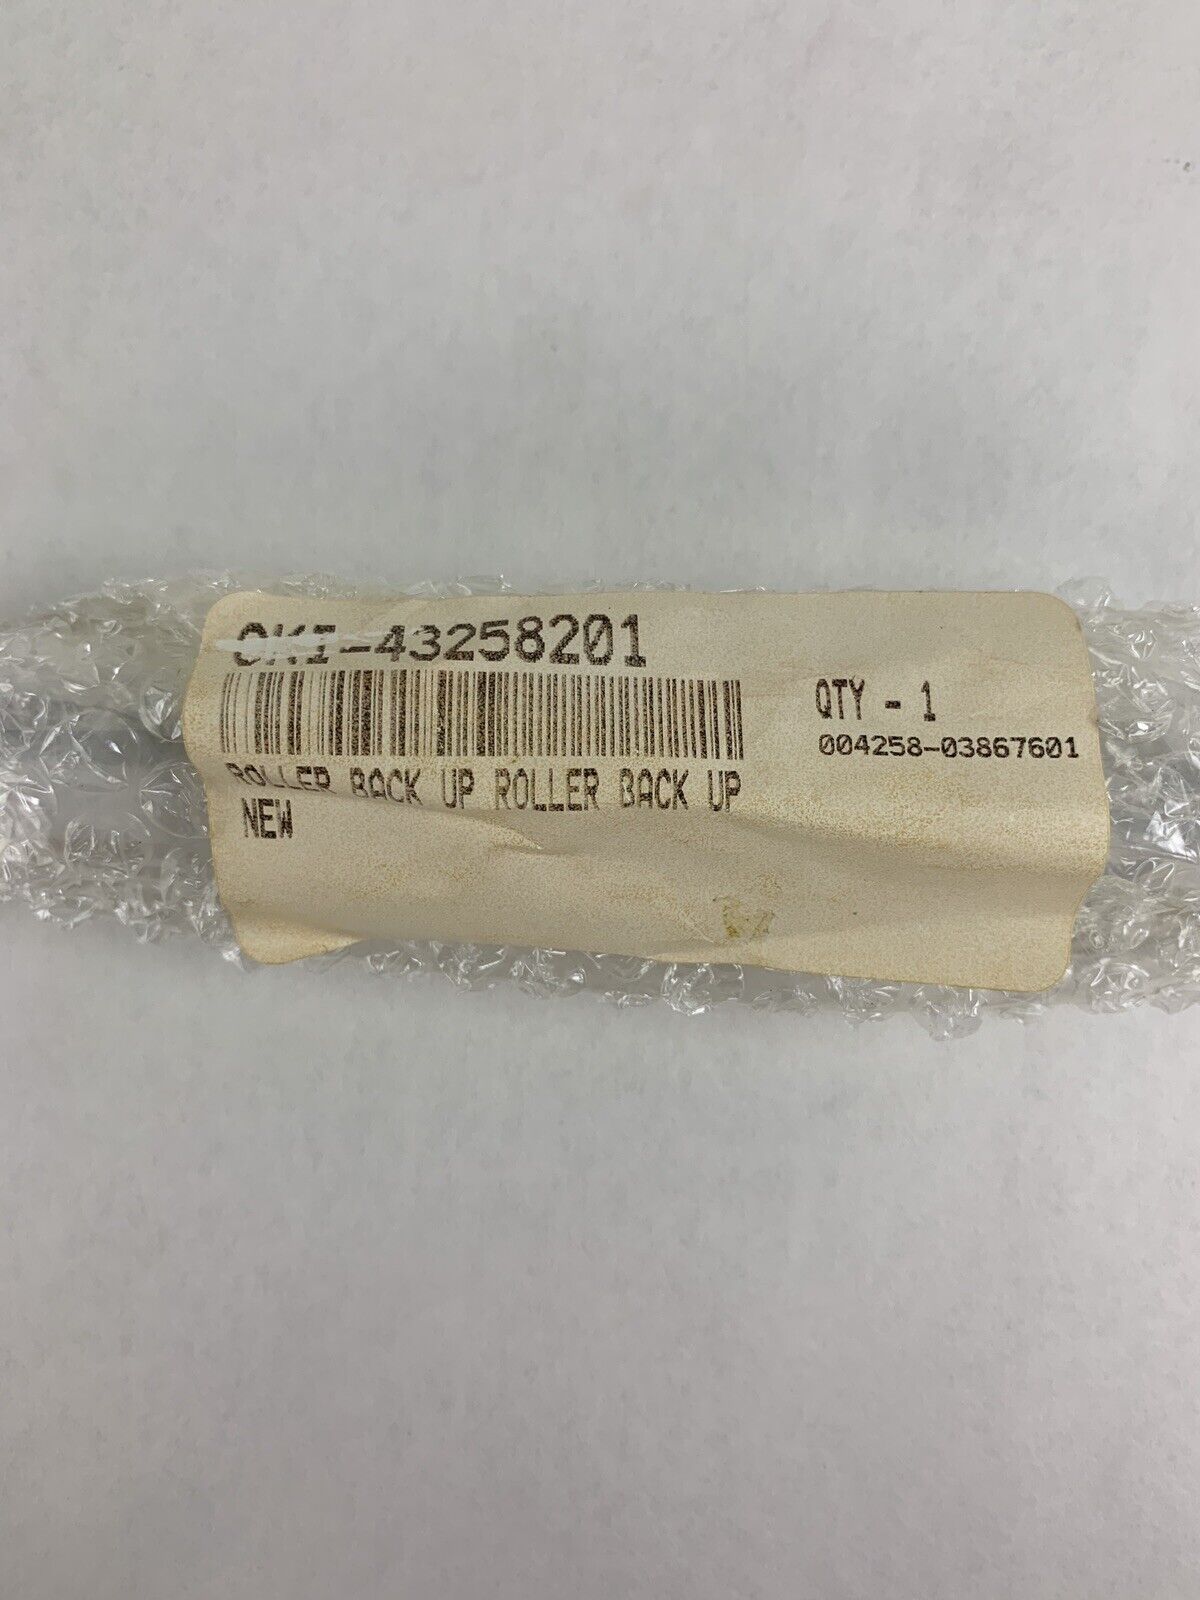 OKI-43258201
QTY - 1
004258-03867601
ROLLER BACK UP ROLLER BACK UP
NEW